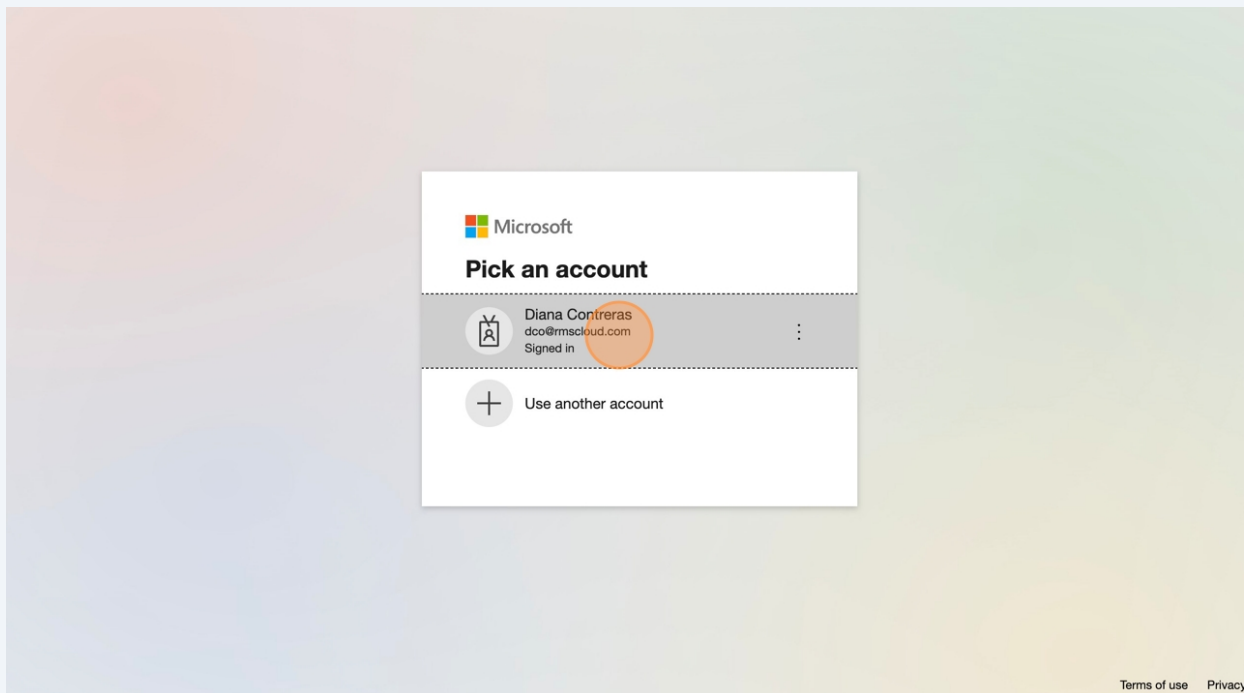 Microsoft
Pick an account
Diana Contreras
dco@rmscloud.com
Signed in
Use another account
Terms of use Privacy